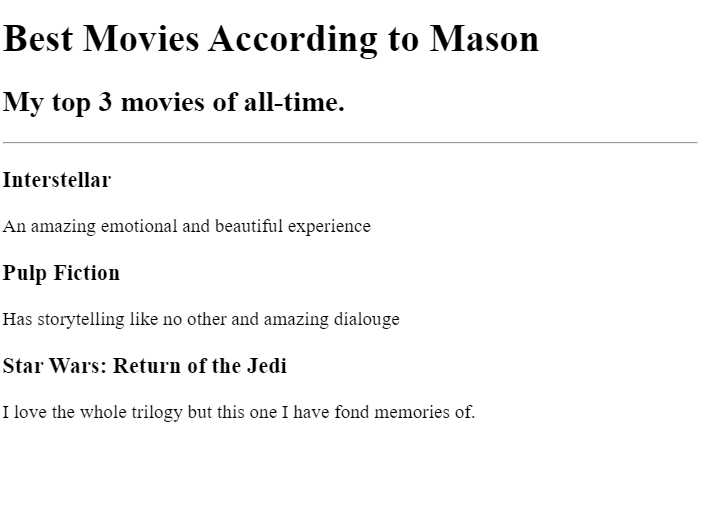 Best Movies According to Mason
My top 3 movies of all-time.
Interstellar
An amazing emotional and beautiful experience
Pulp Fiction
Has storytelling like no other and amazing dialouge
Star Wars: Return of the Jedi
I love the whole trilogy but this one I have fond memories of.